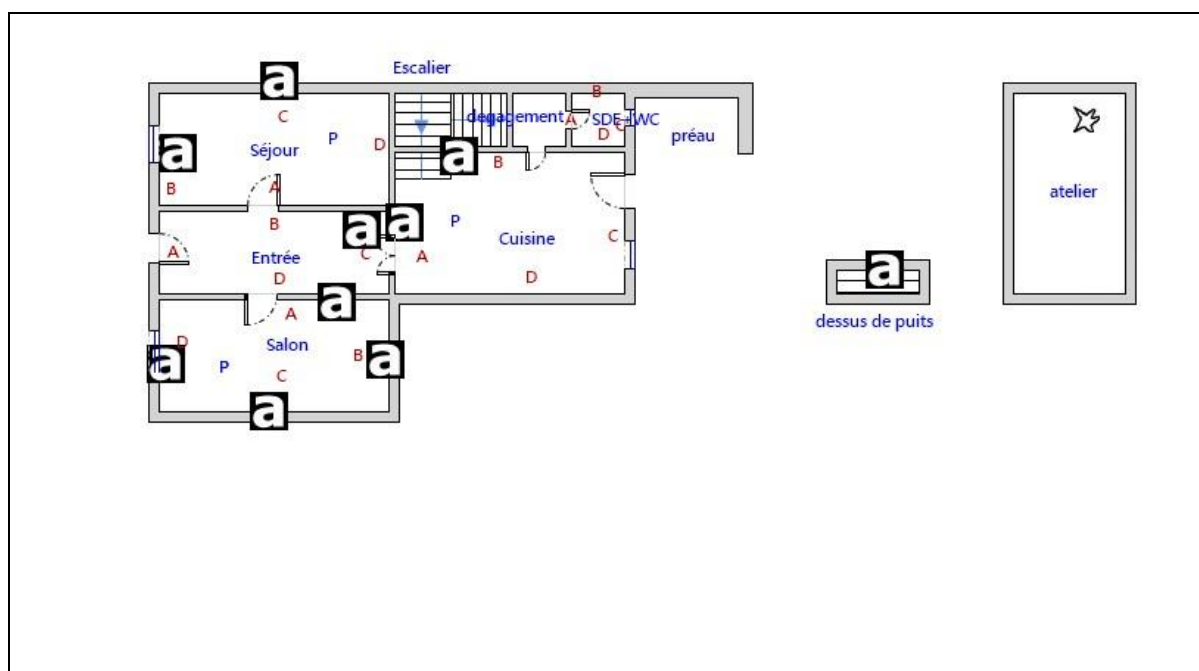 Escalier
a
B
C
dégagement
A
SDE+WC
C
P
D
D
préau
Séjour
a
a
B
atelier
B
A
B
a
a
P
Cuisine
C
A
Entrée
C
A
a
D
D
a
A
dessus de puits
D
Salon
B
a
a
P
C
a